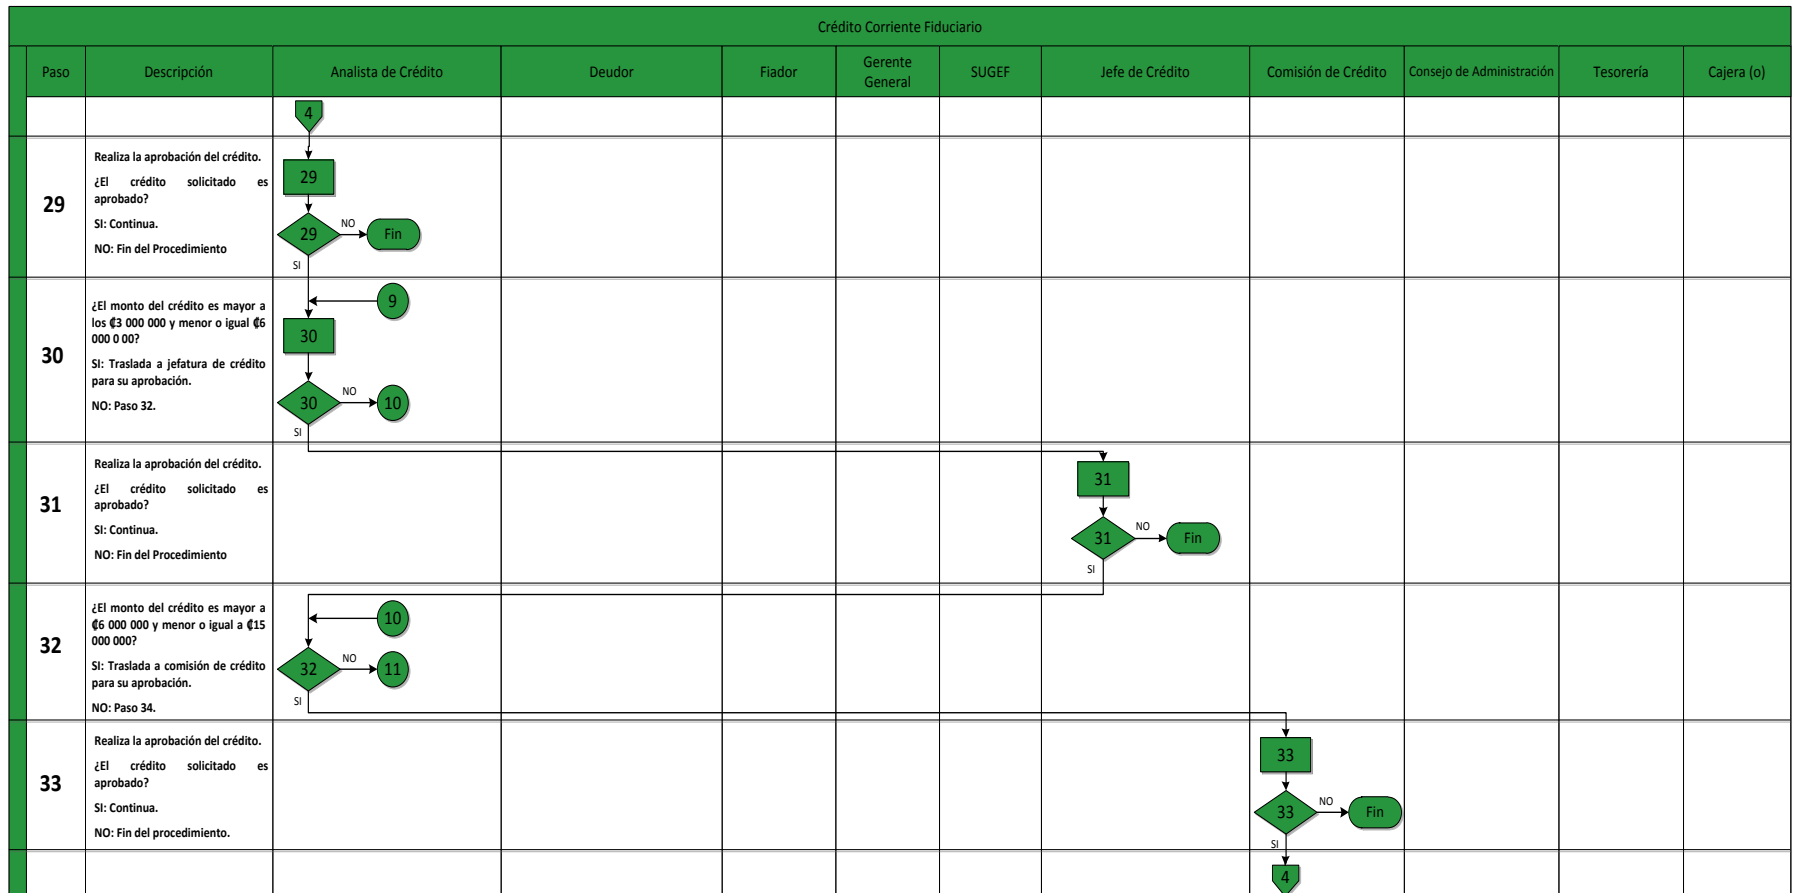 Crédito Corriente Fiduciario
Paso
Descripción
Analista de Crédito
Deudor
Fiador
Gerente
General
SUGEF
Jefe de Crédito
Comisión de Crédito
Consejo de Administración
Tesorería
Cajera (o)
4
29
Realiza la aprobación del crédito.
¿El crédito solicitado es
aprobado?
SI: Continua.
NO: Fin del Procedimiento
29
29
NO
Fin
SI
30
¿El monto del crédito es mayor a
los ₡3 000 000 y menor o igual ₡6
000 0 00?
SI: Traslada a jefatura de crédito
para su aprobación.
NO: Paso 32.
9
30
30
NO
10
SI
31
Realiza la aprobación del crédito.
¿El crédito solicitado es
aprobado?
SI: Continua.
NO: Fin del Procedimiento
31
31
NO
Fin
SI
32
¿El monto del crédito es mayor a
₡6 000 000 y menor o igual a ₡15
000 000?
SI: Traslada a comisión de crédito
para su aprobación.
NO: Paso 34.
10
32
NO
11
SI
33
Realiza la aprobación del crédito.
¿El crédito solicitado es
aprobado?
SI: Continua.
NO: Fin del procedimiento.
33
33
NO
Fin
SI
4